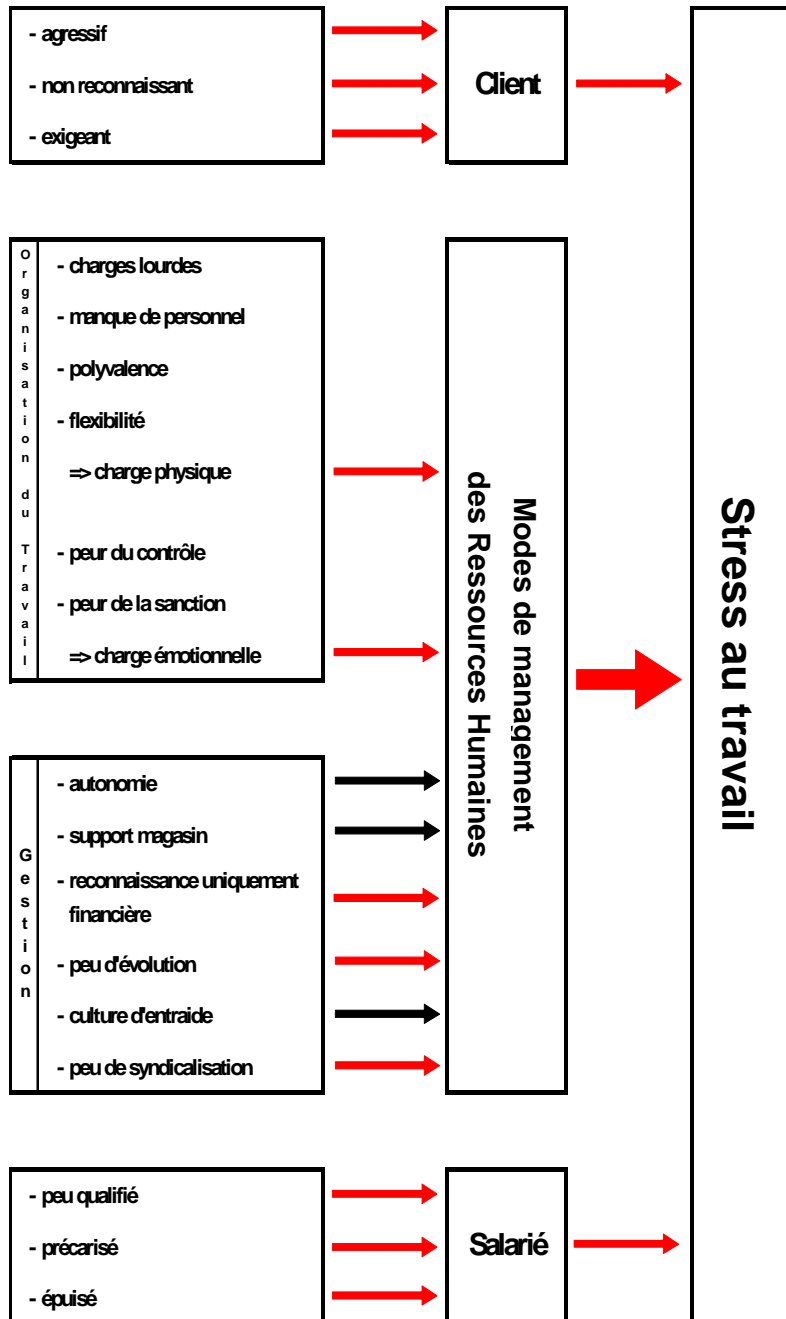 - agressif
- non reconnaissant
- exigeant
Client
Organisation du Travail
- charges lourdes
- manque de personnel
- polyvalence
- flexibilité
=> charge physique
- peur du contrôle
- peur de la sanction
=> charge émotionnelle
Gestion
- autonomie
- support magasin
- reconnaissance uniquement
financière
- peu d'évolution
- culture d'entraide
- peu de syndicalisation
Modes de management
des Ressources Humaines
- peu qualifié
- précarisé
- épuisé
Salarié
Stress au travail